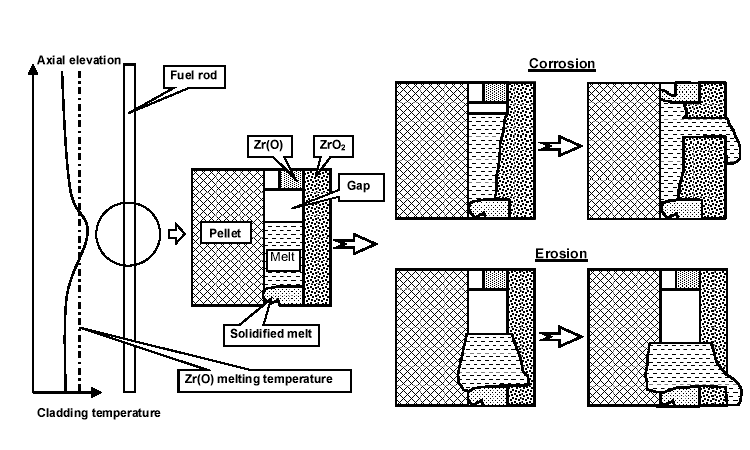 Corrosion
Axial elevation
Fuel rod
Zr(O)
ZrO₂
Gap
Pellet
Melt
Erosion
Solidified melt
Zr(O) melting temperature
Cladding temperature